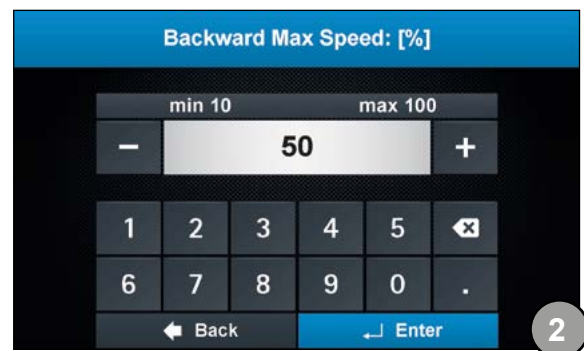 Backward Max Speed: [%]
min 10 max 100
− 50 +
1 2 3 4 5
6 7 8 9 0 .
Back Enter
2